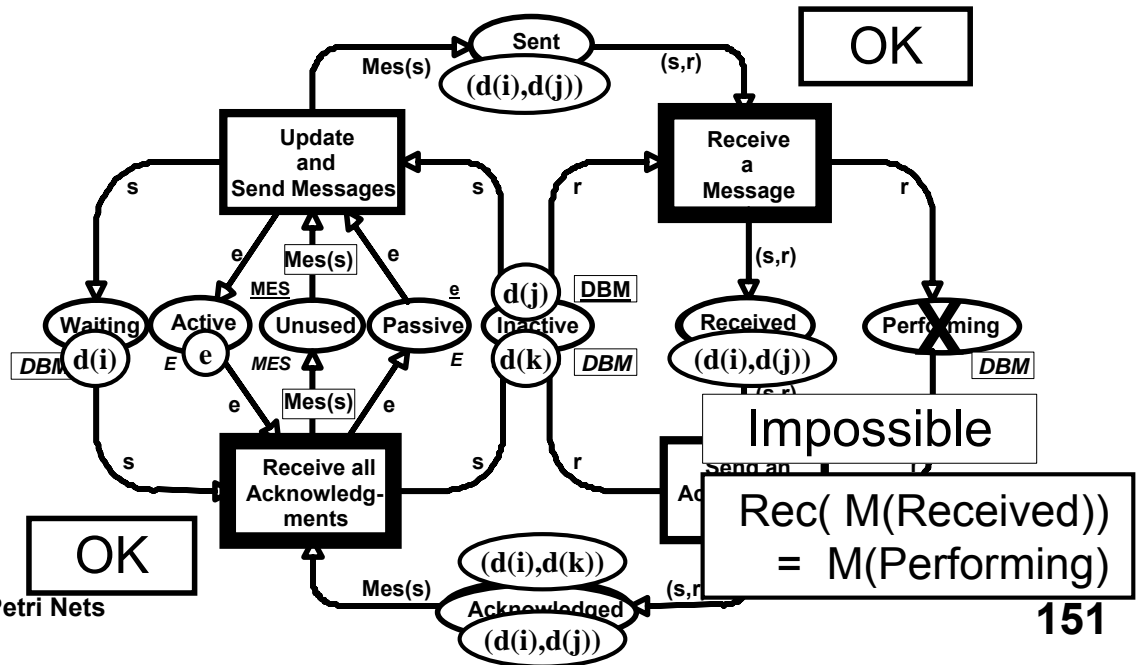 Sent
OK
Mes(s)
(s,r)
(d(i),d(j))
Update
and
Send Messages
Receive
a
Message
s
s
r
r
e
Mes(s)
e
(s,r)
MES
e
d(j)
DBM
Waiting
Active
Unused
Passive
Inactive
Received
Performing
DBM
d(i)
E
e
MES
E
d(k)
DBM
(d(i),d(j))
DBM
e
Mes(s)
e
(s,r)
Impossible
s
Receive all
Acknowledg-
ments
s
r
Send an
Rec( M(Received))
= M(Performing)
OK
(d(i),d(k))
Mes(s)
Acknowledged
(s,r
(d(i),d(j))
Petri Nets
151